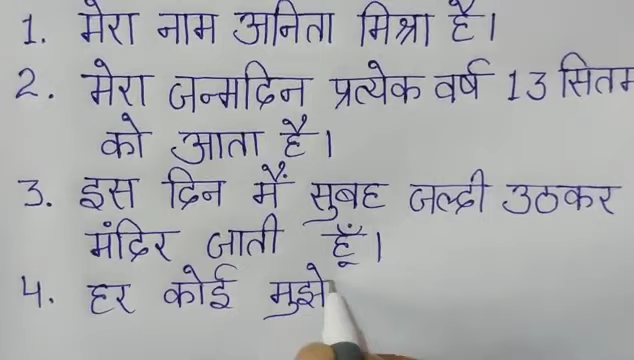 1. मेरा नाम अनिता मिश्रा है।
2. मेरा जन्मदिन प्रत्येक वर्ष 13 सितम
को आता है।
3. इस दिन मैं सुबह जल्दी उठकर
मंदिर जाती हूँ।
4. हर कोई मुझे